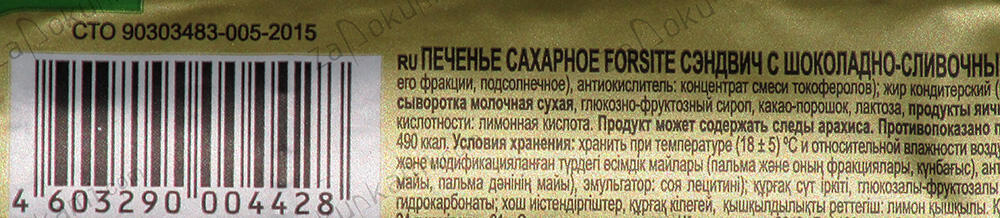 СТО 90303483-005-2015
4 603290 004428
RU ПЕЧЕНЬЕ САХАРНОЕ FORSITE СЭНДВИЧ С ШОКОЛАДНО-СЛИВОЧНЫ
его фракции, подсолнечное), антиокислитель: концентрат смеси токоферолов); жир кондитерский (
сыворотка молочная сухая, глюкозно-фруктозный сироп, какао-порошок, лактоза, продукты яич
кислотности: лимонная кислота. Продукт может содержать следы арахиса. Противопоказано п
490 ккал. Условия хранения: хранить при температуре (18 ± 5) °С и относительной влажности возду
және модификацияланған түрдегі өсімдік майлары (пальма және оның фракциялары, күнбағыс), ант
майы, пальма дәнінің майы), эмульгатор: соя лецитині); құрғақ сүт іркіті, глюкозалы-фруктозалы
гидрокарбонаты; хош иістендіргіштер, құрғақ кілегей, қышқылдылықты реттегіш: лимон қышқылы.